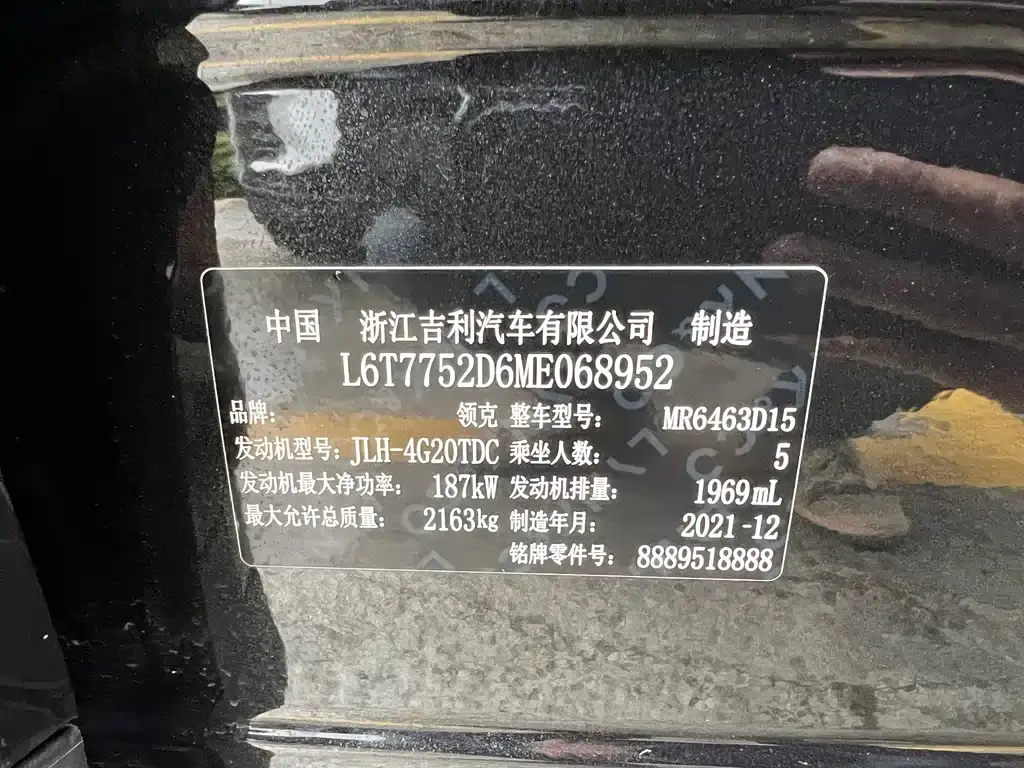 中国 浙江吉利汽车有限公司 制造
L6T7752D6ME068952
品牌: 领克 整车型号: MR6463D15
发动机型号: JLH-4G20TDC 乘坐人数: 5
发动机最大净功率: 187kW 发动机排量: 1969mL
最大允许总质量: 2163kg 制造年月: 2021-12
铭牌零件号: 8889518888